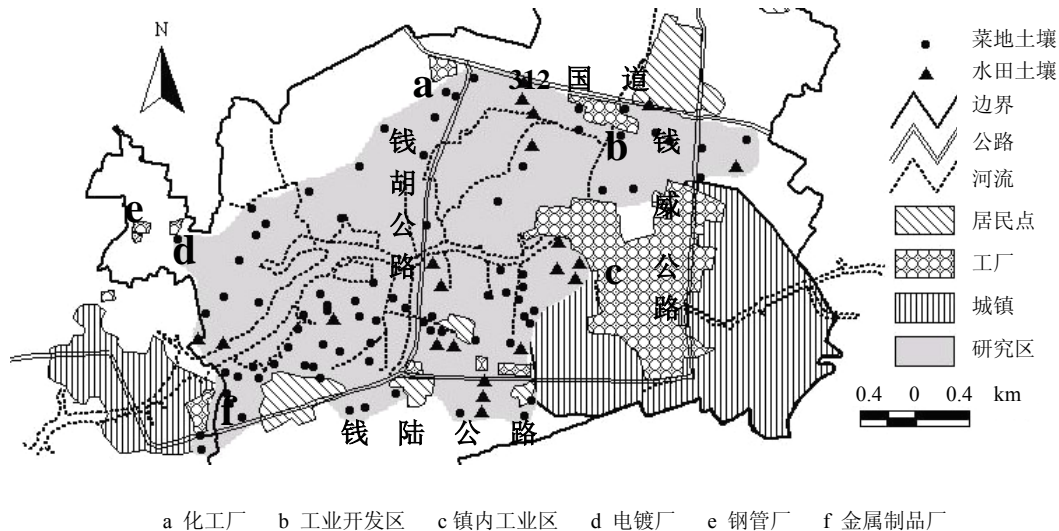 N
a
312 国 道
b
钱 胡 公 路
钱 威 公 路
e
d
c
f
钱 陆 公 路
菜地土壤
水田土壤
边界
公路
河流
居民点
工厂
城镇
研究区
0.4 0 0.4 km
a 化工厂 b 工业开发区 c 镇内工业区 d 电镀厂 e 钢管厂 f 金属制品厂